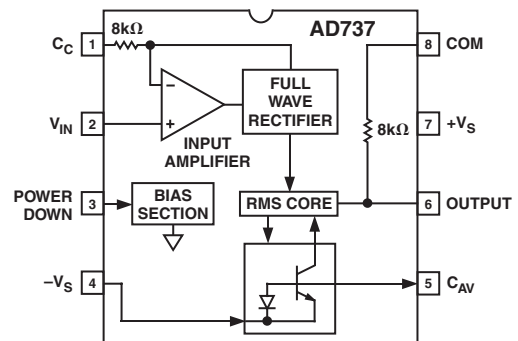 AD737
8kΩ
C_C 1
8 COM
FULL
WAVE
RECTIFIER
−
+
8kΩ
V_IN 2
7 +V_S
INPUT
AMPLIFIER
POWER
DOWN
3
BIAS
SECTION
RMS CORE
6 OUTPUT
−V_S 4
5 C_AV